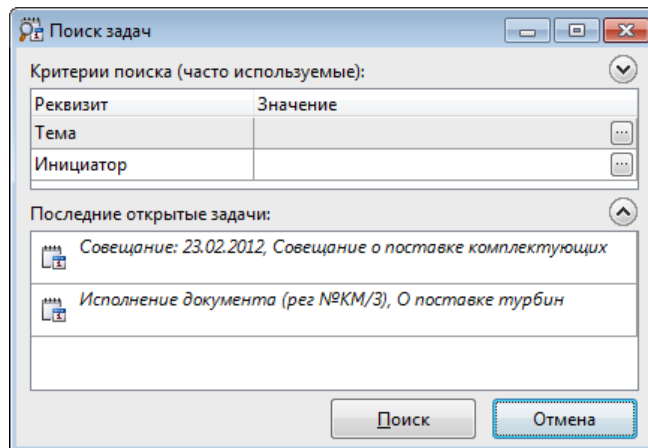 Поиск задач
Критерии поиска (часто используемые):
Реквизит Значение
Тема
Инициатор
Последние открытые задачи:
Совещание: 23.02.2012, Совещание о поставке комплектующих
Исполнение документа (рег №КМ/3), О поставке турбин
Поиск Отмена